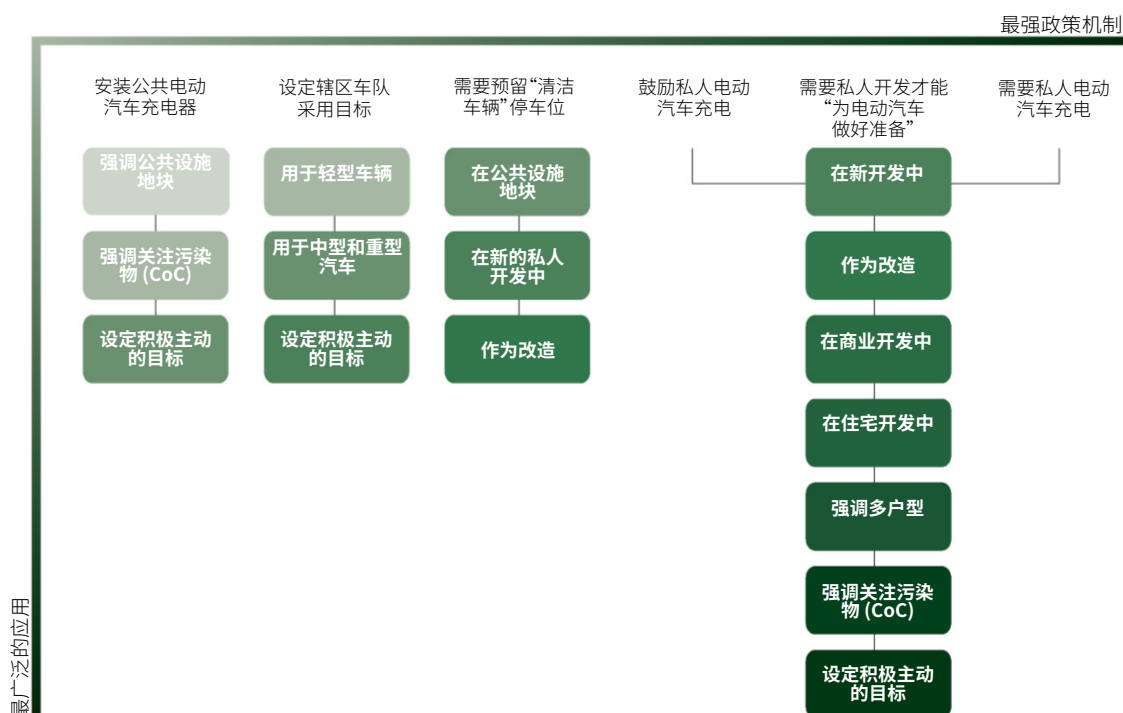 最强政策机制
安装公共电动
汽车充电器
设定辖区车队
采用目标
需要预留“清洁
车辆”停车位
鼓励私人电动
汽车充电
需要私人开发才能
“为电动汽车
做好准备”
需要私人电动
汽车充电
强调公共设施
地块
强调关注污染
物 (CoC)
设定积极主动
的目标
用于轻型车辆
用于中型和重型
汽车
设定积极主动
的目标
在公共设施
地块
在新的私人
开发中
作为改造
在新开发中
作为改造
在商业开发中
在住宅开发中
强调多户型
强调关注污染
物 (CoC)
设定积极主动
的目标
最广泛的应用